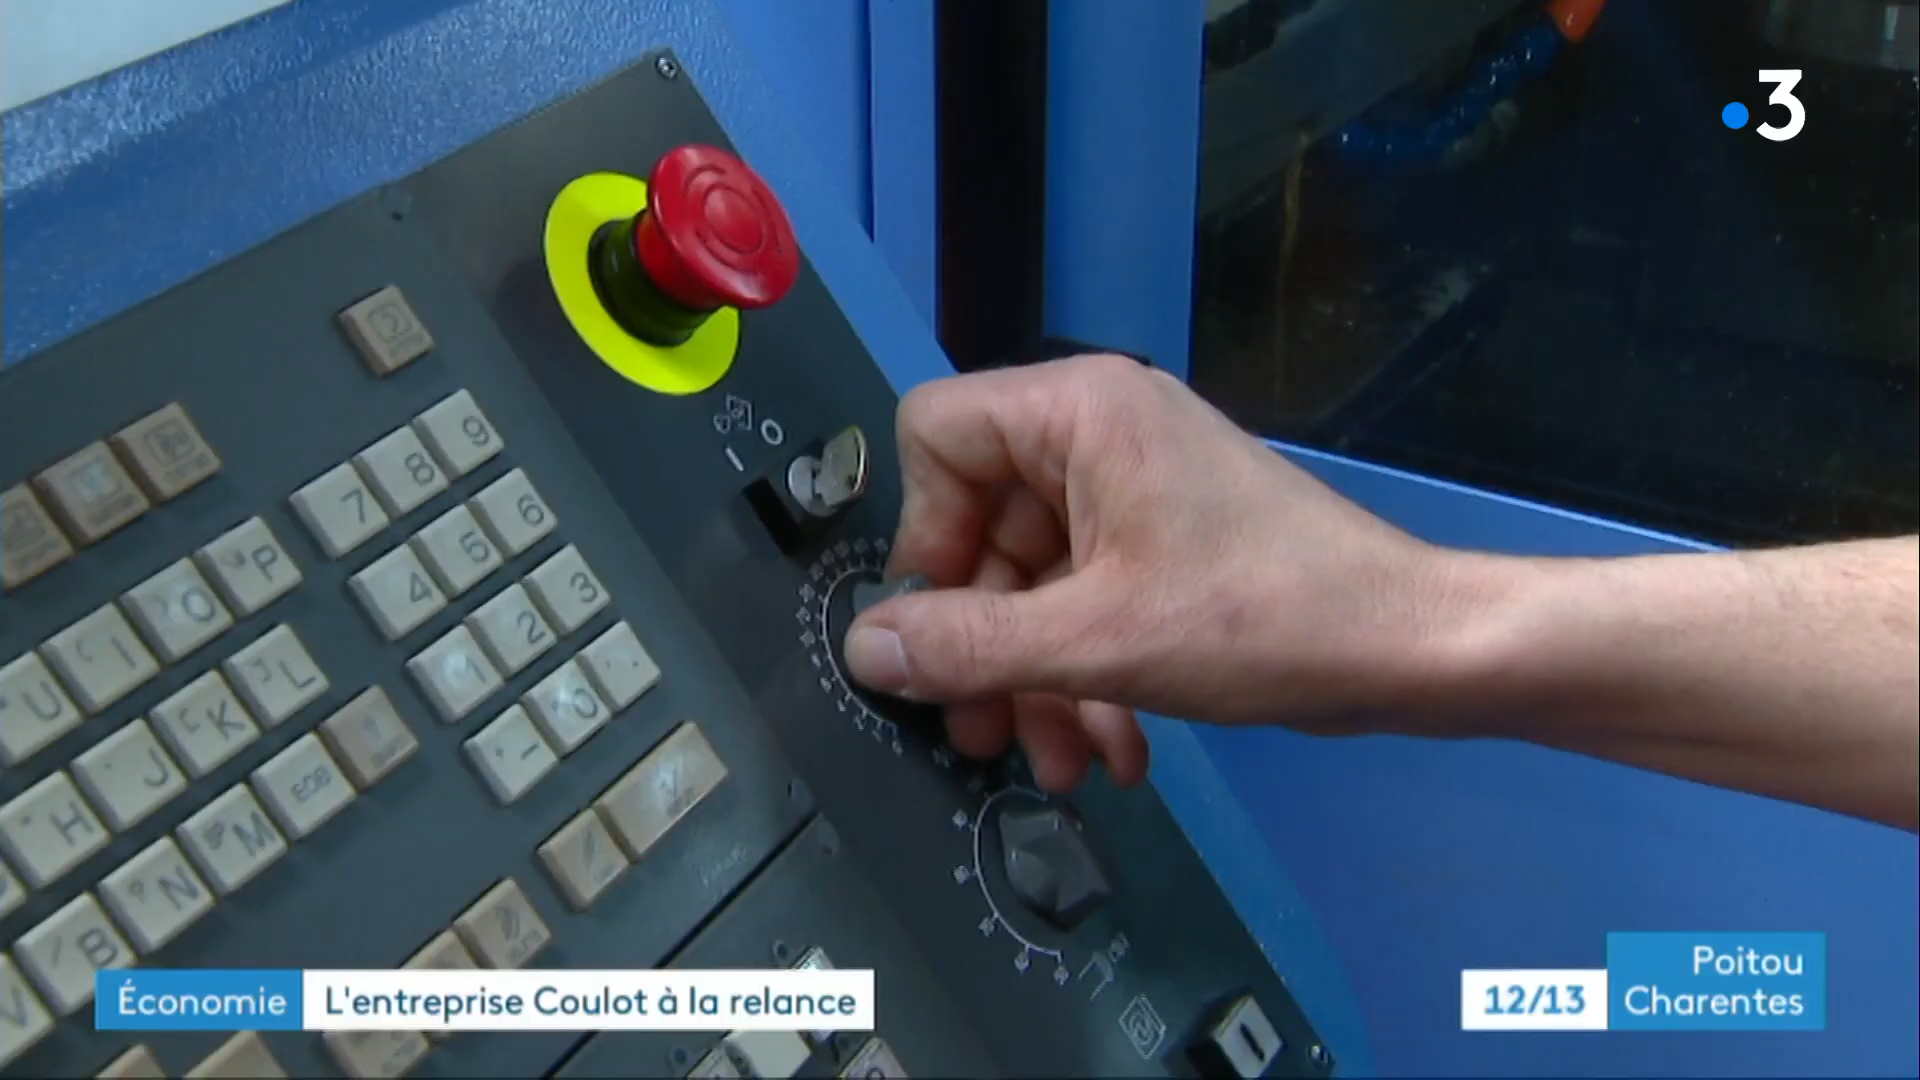 3
9
7 8
6
P
4 5
3
O
1 2
I
L
0 .
U
K
-
J
EOB
H
M
N
B
V
Économie L'entreprise Coulot à la relance
12/13 Poitou
Charentes